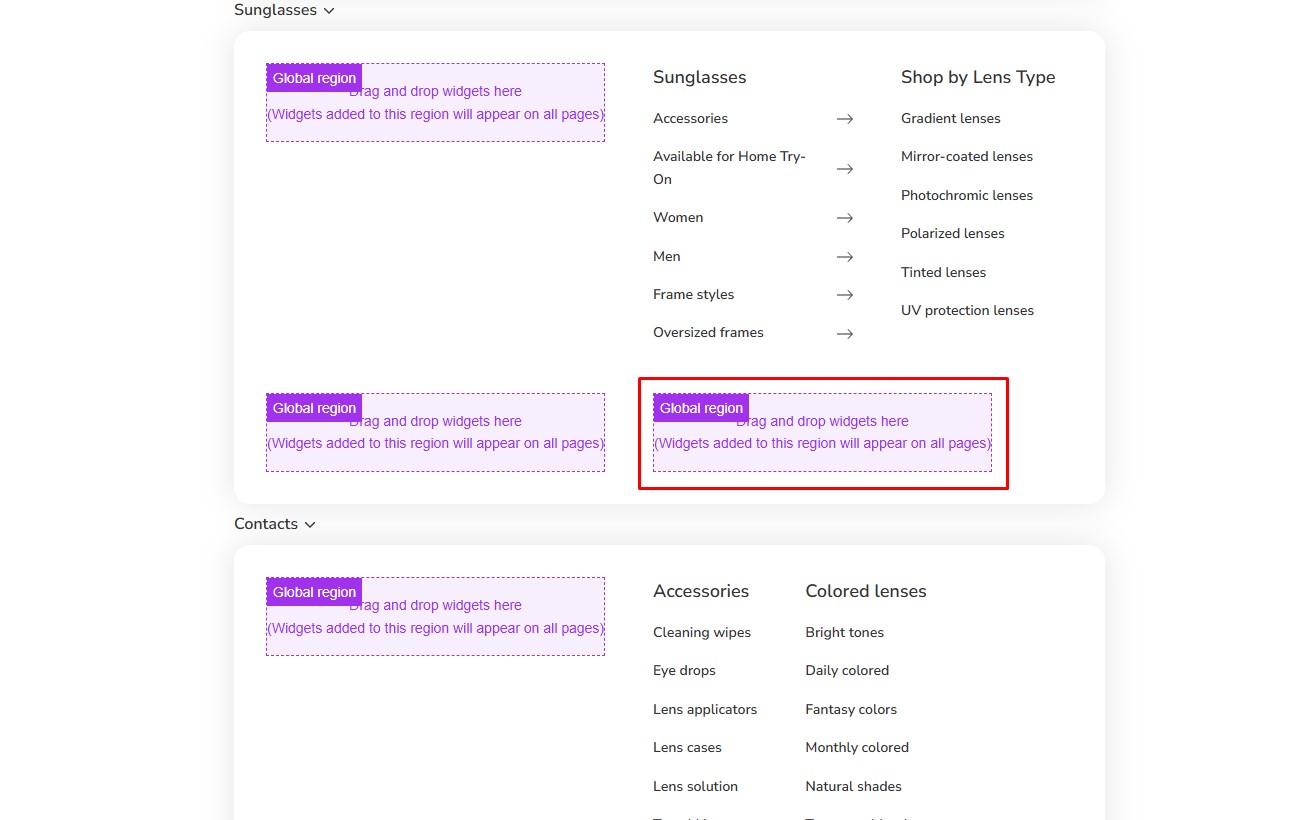 Sunglasses
Global region
Drag and drop widgets here
(Widgets added to this region will appear on all pages)
Sunglasses
Accessories
Available for Home Try-
On
Women
Men
Frame styles
Oversized frames
Shop by Lens Type
Gradient lenses
Mirror-coated lenses
Photochromic lenses
Polarized lenses
Tinted lenses
UV protection lenses
Global region
Drag and drop widgets here
(Widgets added to this region will appear on all pages)
Global region
Drag and drop widgets here
(Widgets added to this region will appear on all pages)
Contacts
Global region
Drag and drop widgets here
(Widgets added to this region will appear on all pages)
Accessories
Cleaning wipes
Eye drops
Lens applicators
Lens cases
Lens solution
Colored lenses
Bright tones
Daily colored
Fantasy colors
Monthly colored
Natural shades